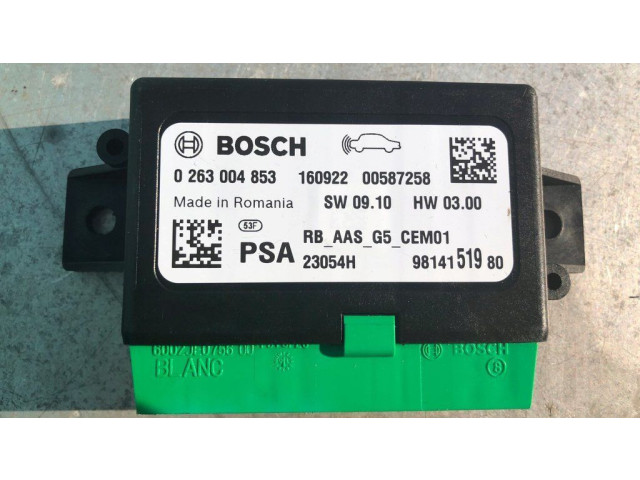 BOSCH
0 263 004 853 160922 00587258
Made in Romania SW 09.10 HW 03.00
53F
PSA RB_AAS_G5_CEM01
23054H 98141 519 80
BLANC
BOSCH